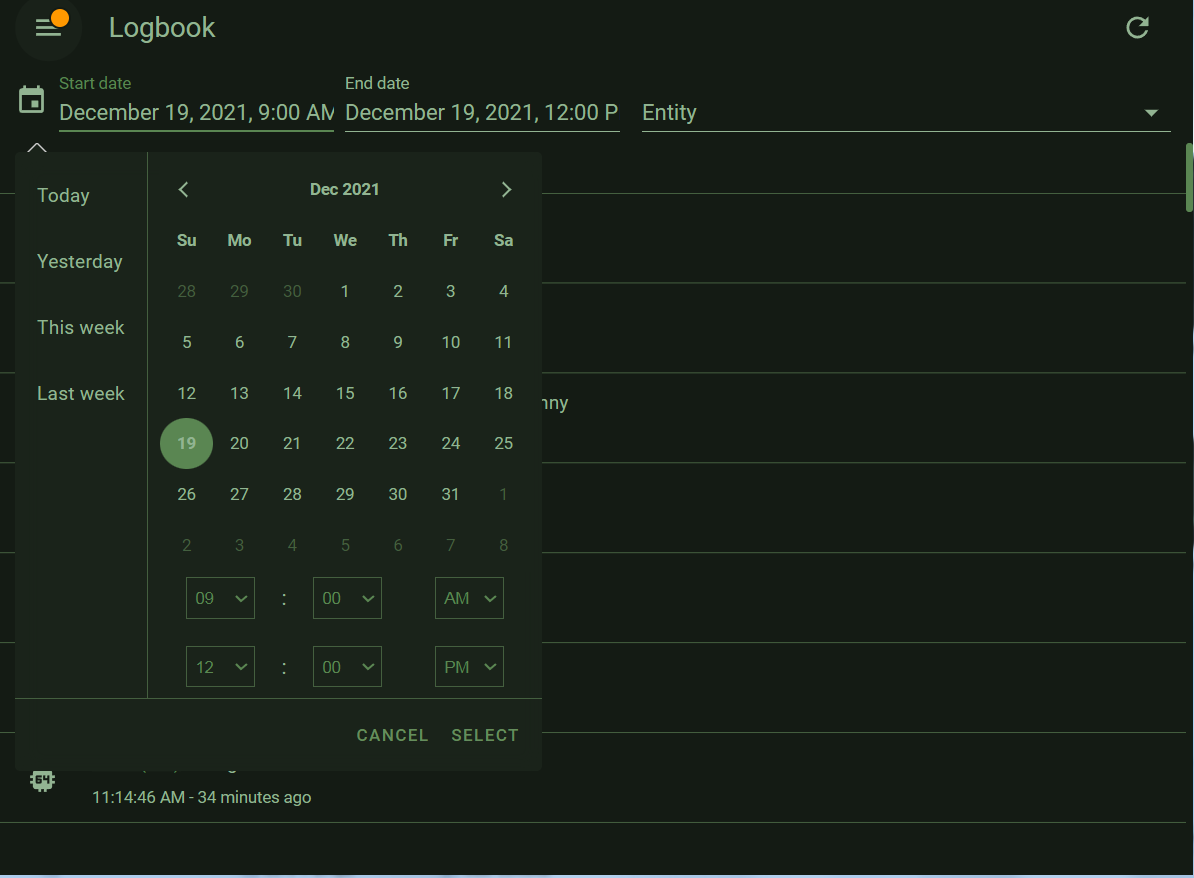 Logbook
Start date
End date
December 19, 2021, 9:00 AM
December 19, 2021, 12:00 P
Entity
Today
Yesterday
This week
Last week
Dec 2021
Su Mo Tu We Th Fr Sa
28 29 30 1 2 3 4
5 6 7 8 9 10 11
12 13 14 15 16 17 18
19 20 21 22 23 24 25
26 27 28 29 30 31 1
2 3 4 5 6 7 8
09 : 00 AM
12 : 00 PM
CANCEL SELECT
nny
64
11:14:46 AM - 34 minutes ago